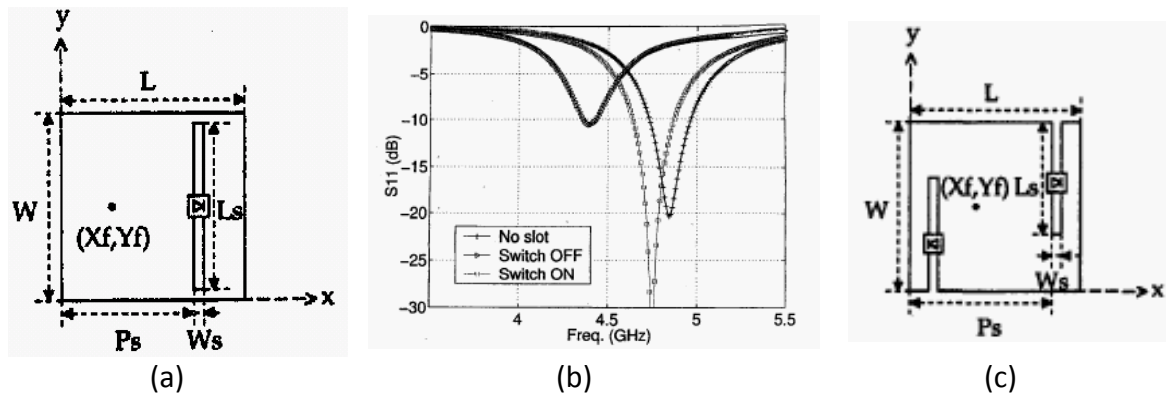 y
L
W
Ls
(Xf,Yf)
x
Ps
Ws
(a)
S11 (dB)
0
−5
−10
−15
−20
−25
−30
No slot
Switch OFF
Switch ON
4
4.5
5
5.5
Freq. (GHz)
(b)
y
L
W
(Xf,Yf)
Ls
Ws
x
Ps
(c)